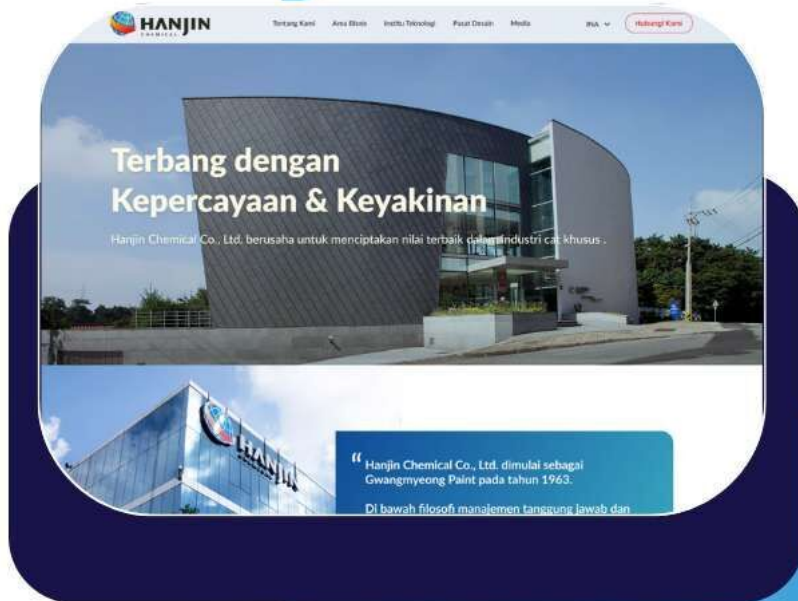 HANJIN
CHEMICAL
Tentang Kami
Area Bisnis
Institu Teknologi
Pusat Desain
Media
INA
Hubungi Kami
Terbang dengan
Kepercayaan & Keyakinan
Hanjin Chemical Co., Ltd. berusaha untuk menciptakan nilai terbaik dalam industri cat khusus .
HANJIN
“ Hanjin Chemical Co., Ltd. dimulai sebagai
Gwangmyeong Paint pada tahun 1963.
Di bawah filosofi manajemen tanggung jawab dan